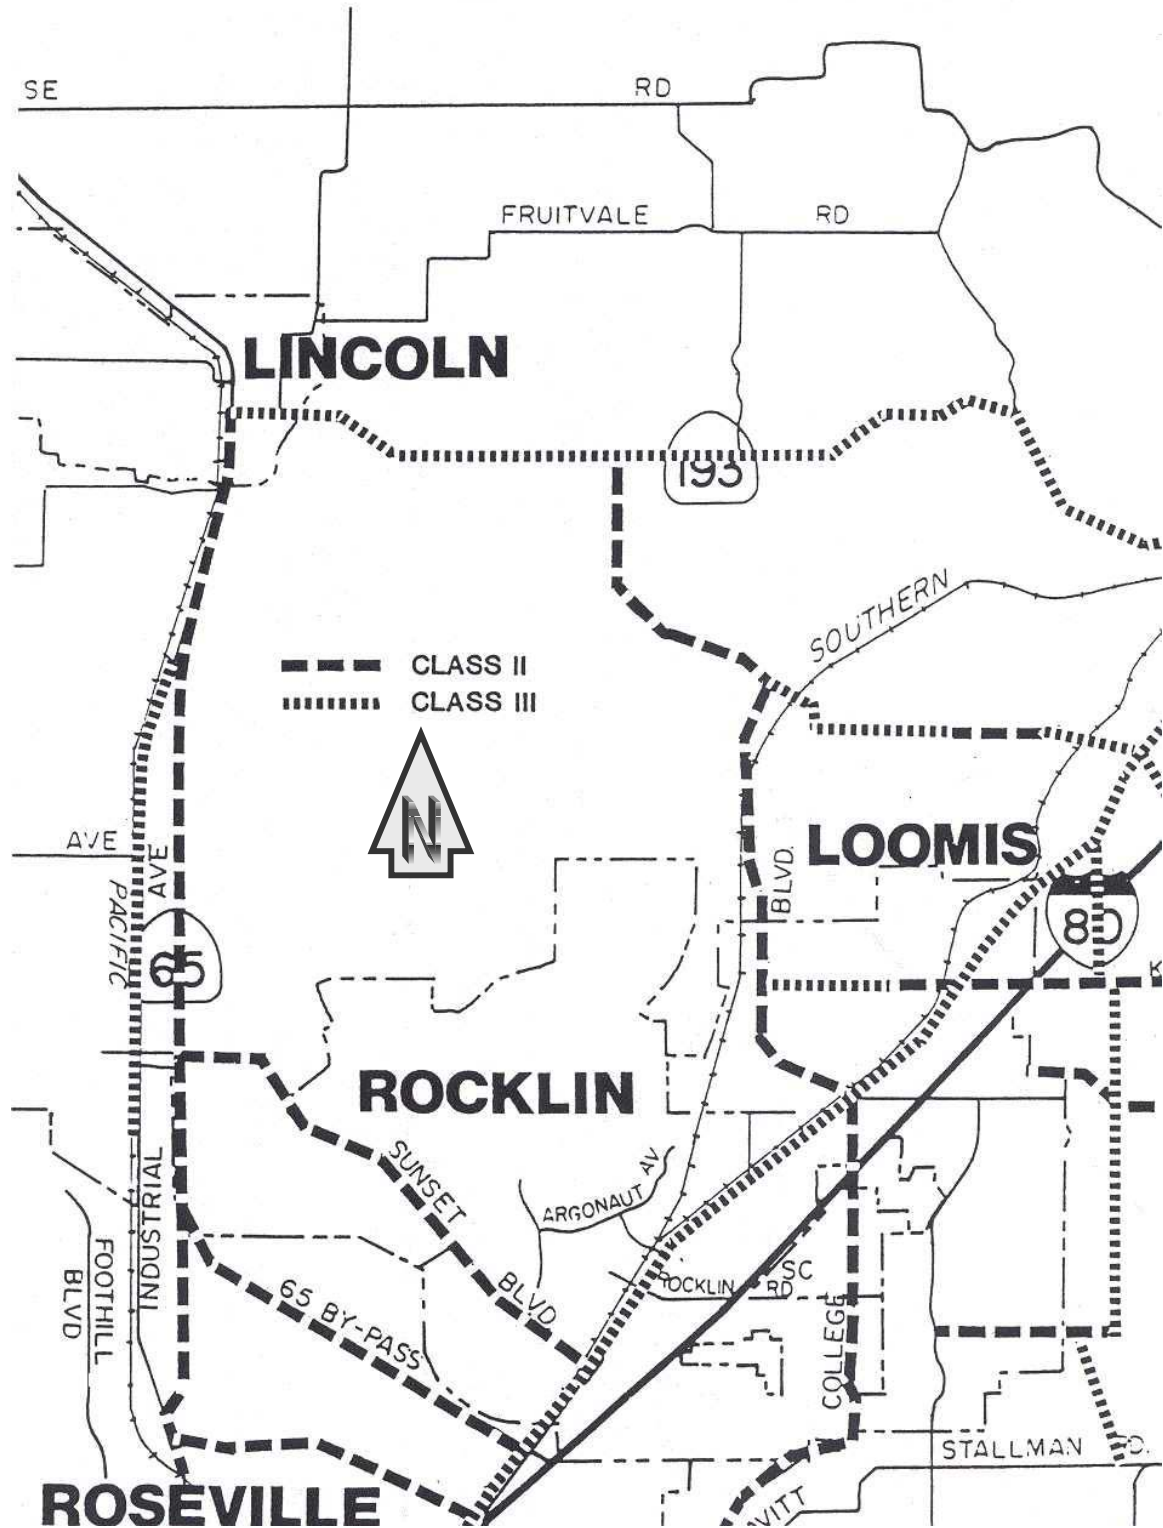 SE
RD
FRUITVALE
RD
LINCOLN
193
SOUTHERN
CLASS II
CLASS III
N
AVE
AVE
PACIFIC
LOOMIS
BLVD.
80
65
K
ROCKLIN
SUNSET
BLVD
ARGONAUT AV
INDUSTRIAL
FOOTHILL
BLVD
65 BY-PASS
ROCKLIN RD
SC
COLLEGE
STALLMAN
ROSEVILLE